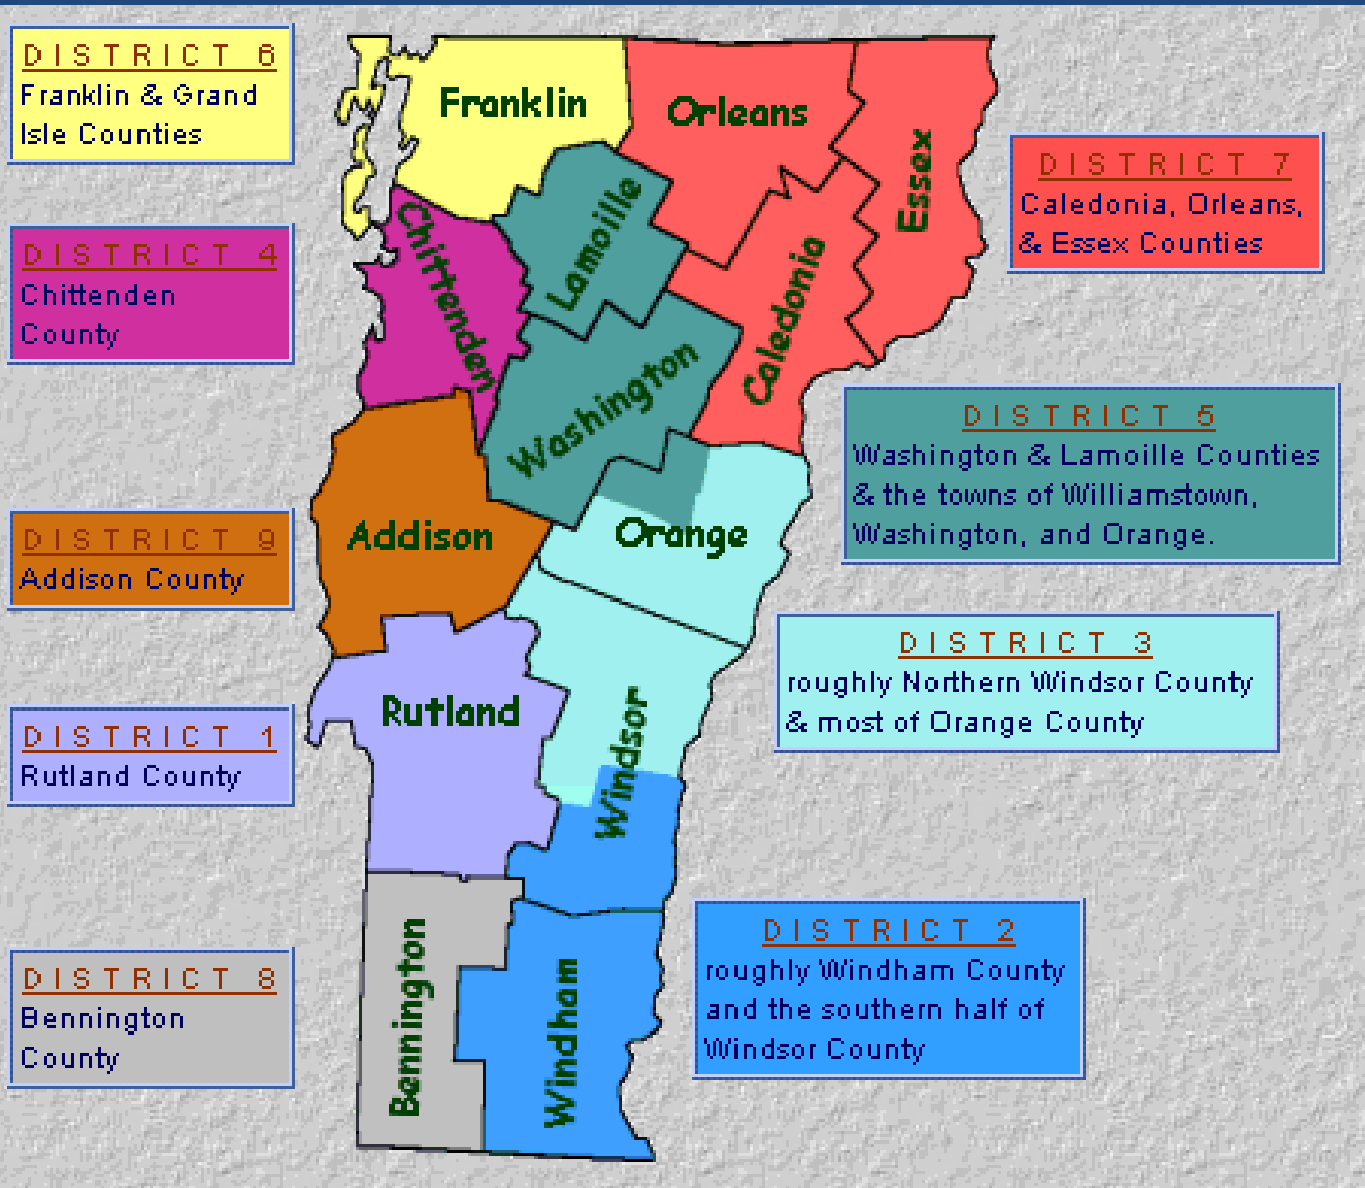 DISTRICT 6
Franklin & Grand
Isle Counties
DISTRICT 4
Chittenden
County
DISTRICT 9
Addison County
DISTRICT 1
Rutland County
DISTRICT 8
Bennington
County
Franklin
Orleans
Essex
Lamoille
Chittenden
Caledonia
Washington
Addison
Orange
Rutland
Windsor
Bennington
Windham
DISTRICT 7
Caledonia, Orleans,
& Essex Counties
DISTRICT 5
Washington & Lamoille Counties
& the towns of Williamstown,
Washington, and Orange.
DISTRICT 3
roughly Northern Windsor County
& most of Orange County
DISTRICT 2
roughly Windham County
and the southern half of
Windsor County